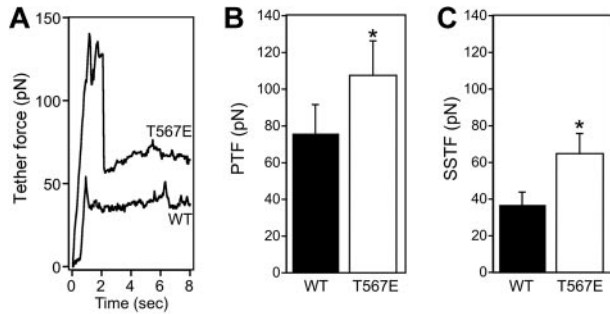 A
Tether force (pN)
150
100
50
0
T567E
WT
0 2 4 6 8
Time (sec)
B
PTF (pN)
140
120
100
80
60
40
20
0
*
WT T567E
C
SSTF (pN)
140
120
100
80
60
40
20
0
*
WT T567E